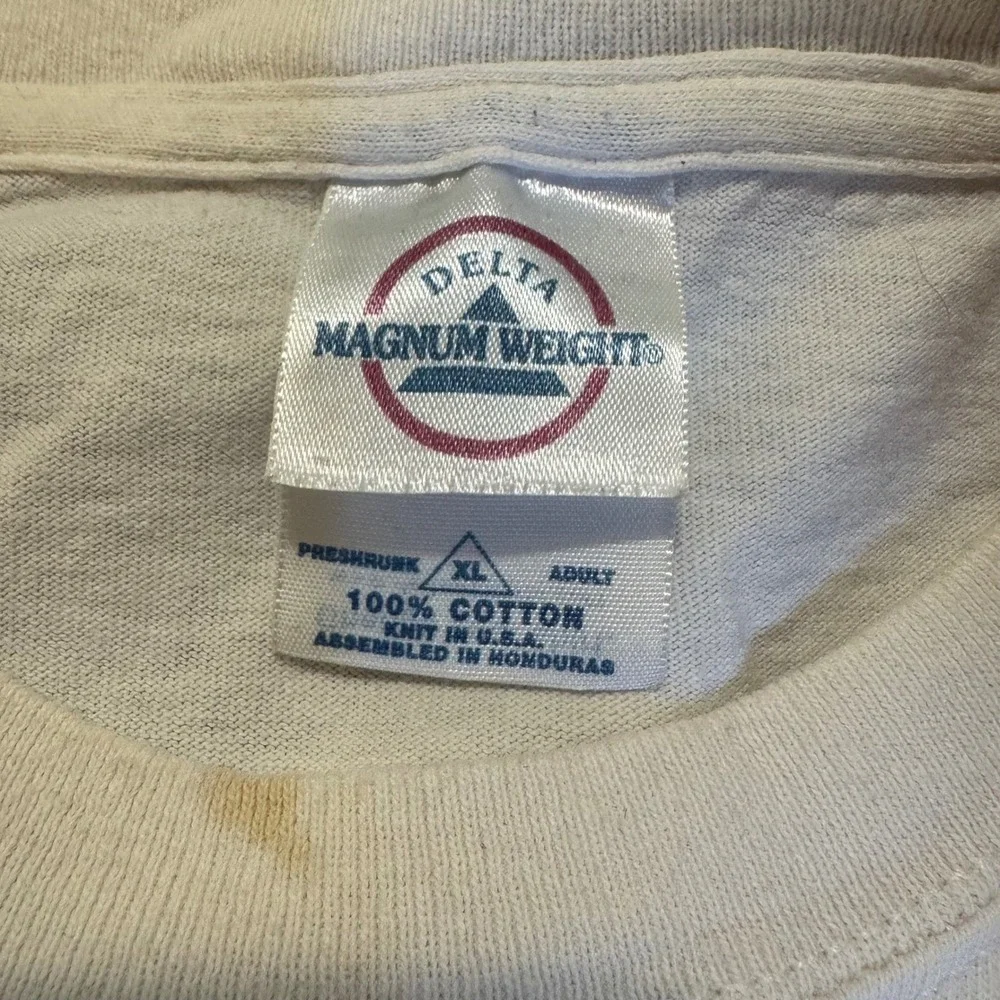 DELTA
MAGNUM WEIGHT®
PRESHRUNK XL ADULT
100% COTTON
KNIT IN U.S.A.
ASSEMBLED IN HONDURAS